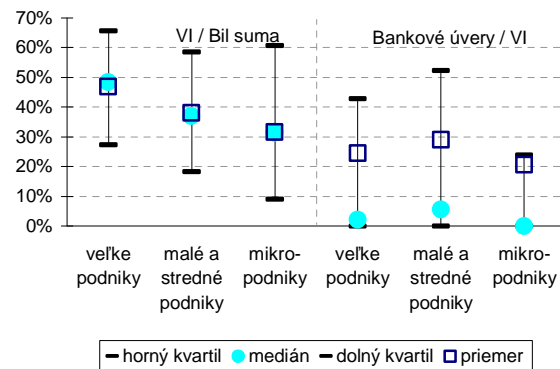 70%
60%
50%
40%
30%
20%
10%
0%
VI / Bil suma
Bankové úvery / VI
veľke
podniky
malé a
stredné
podniky
mikro-
podniky
veľke
podniky
malé a
stredné
podniky
mikro-
podniky
horný kvartil medián dolný kvartil priemer